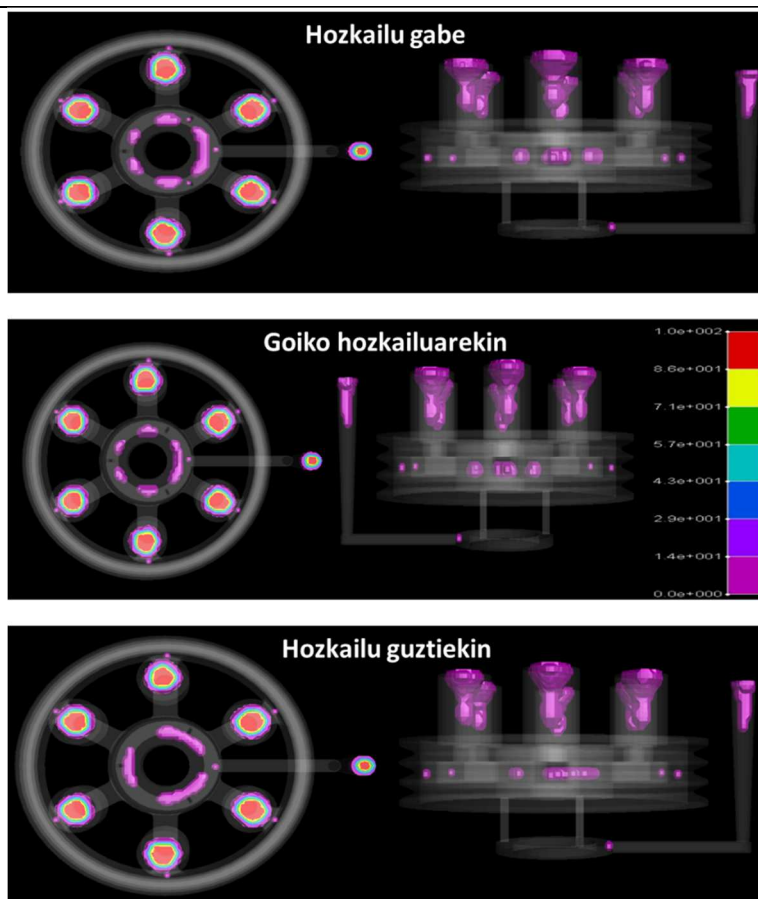 Hozkailu gabe
Goiko hozkailuarekin
1.0e+002
8.6e+001
7.1e+001
5.7e+001
4.3e+001
2.9e+001
1.4e+001
0.0e+000
Hozkailu guztiekin